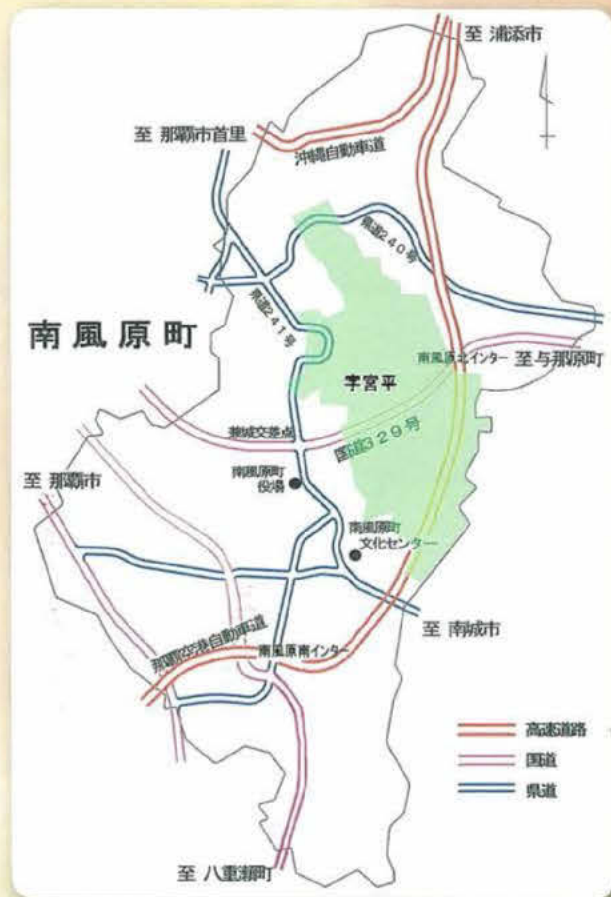 至 浦添市
至 那覇市首里
沖縄自動車道
県道240号
県道241号
南風原町
南風原北インター
至与那原町
字宮平
兼城交差点
国道329号
至 那覇市
南風原町
役場
南風原町
文化センター
至 南城市
那覇空港自動車道
南風原南インター
高速道路
国道
県道
至 八重瀬町